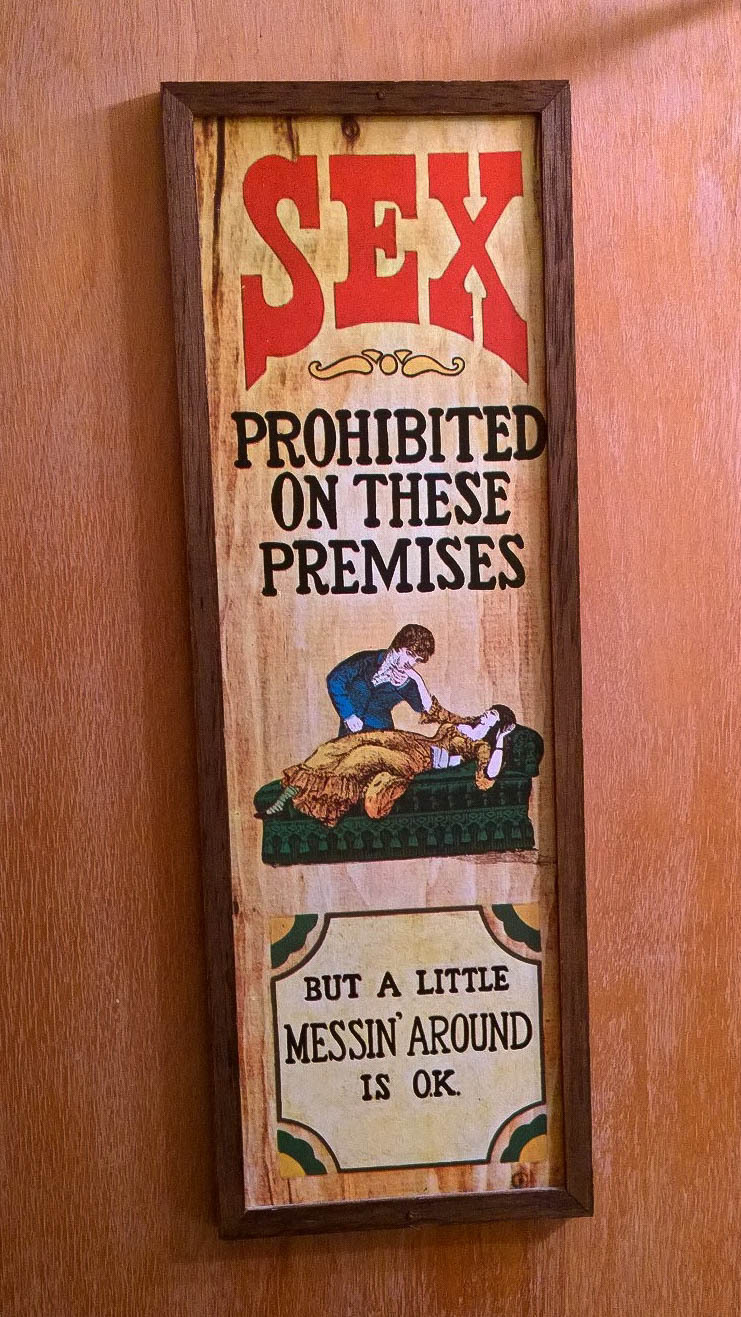 SEX
PROHIBITED
ON THESE
PREMISES
BUT A LITTLE
MESSIN' AROUND
IS O.K.